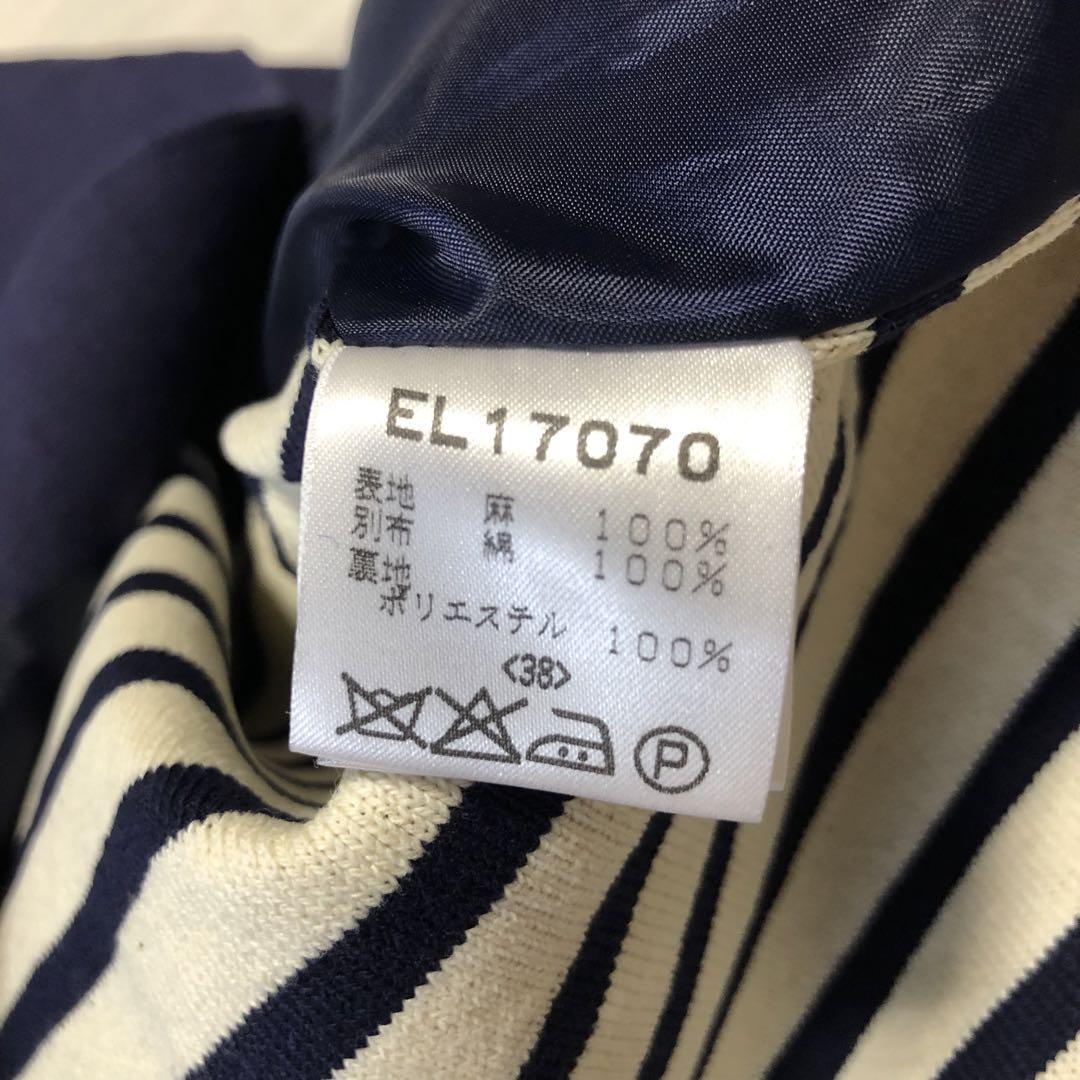 EL17070
表地 麻 100%
別布 綿 100%
裏地
ポリエステル 100%
<38>
P